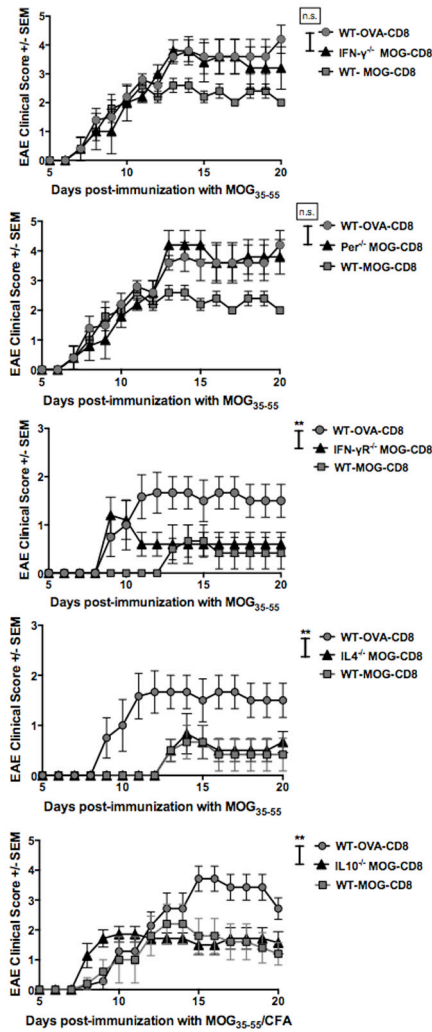 EAE Clinical Score +/- SEM
5
4
3
2
1
0
5 10 15 20
Days post-immunization with MOG35-55
n.s.
WT-OVA-CD8
IFN-γ-/- MOG-CD8
WT- MOG-CD8
EAE Clinical Score +/- SEM
5
4
3
2
1
0
5 10 15 20
Days post-immunization with MOG35-55
n.s.
WT-OVA-CD8
Per-/- MOG-CD8
WT-MOG-CD8
EAE Clinical Score +/- SEM
3
2
1
0
5 10 15 20
Days post-immunization with MOG35-55
**
WT-OVA-CD8
IFN-γR-/- MOG-CD8
WT-MOG-CD8
EAE Clinical Score +/- SEM
3
2
1
0
5 10 15 20
Days post-immunization with MOG35-55
**
WT-OVA-CD8
IL4-/- MOG-CD8
WT-MOG-CD8
EAE Clinical Score +/- SEM
5
4
3
2
1
0
5 10 15 20
Days post-immunization with MOG35-55/CFA
**
WT-OVA-CD8
IL10-/- MOG-CD8
WT-MOG-CD8